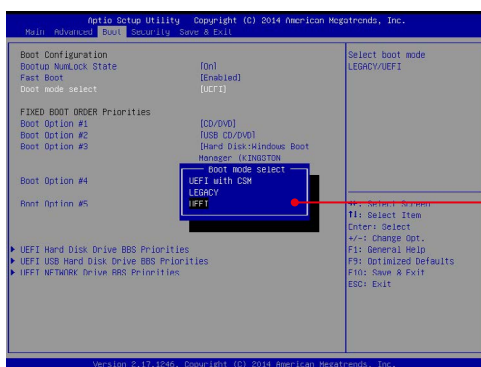 Aptio Setup Utility Copyright (C) 2014 American Megatrends, Inc.
Main Advanced Boot Security Save & Exit
Boot Configuration
Bootup NumLock State [On]
Fast Boot [Enabled]
Boot mode select [UEFI]
FIXED BOOT ORDER Priorities
Boot Option #1 [CD/DVD]
Boot Option #2 [USB CD/DVD]
Boot Option #3 [Hard Disk:Windows Boot
Manager (KINGSTON
Boot mode select
UEFI with CSM
LEGACY
UEFI
Boot Option #4
Boot Option #5
UEFI Hard Disk Drive BBS Priorities
UEFI USB Hard Disk Drive BBS Priorities
UEFI NETWORK Drive BBS Priorities
Select boot mode
LEGACY/UEFI
→←: Select Screen
↑↓: Select Item
Enter: Select
+/-: Change Opt.
F1: General Help
F9: Optimized Defaults
F10: Save & Exit
ESC: Exit
Version 2.17.1246. Copyright (C) 2014 American Megatrends, Inc.